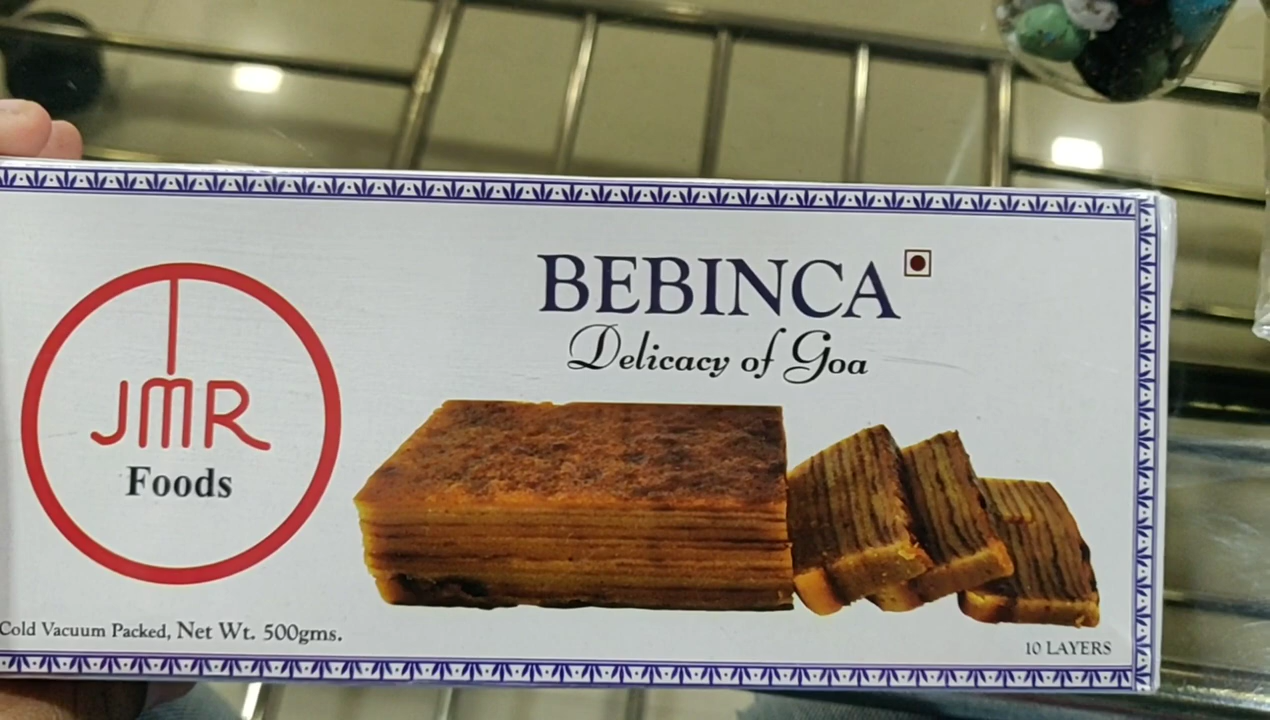 JMR
Foods
BEBINCA
Delicacy of Goa
Cold Vacuum Packed, Net Wt. 500gms.
10 LAYERS